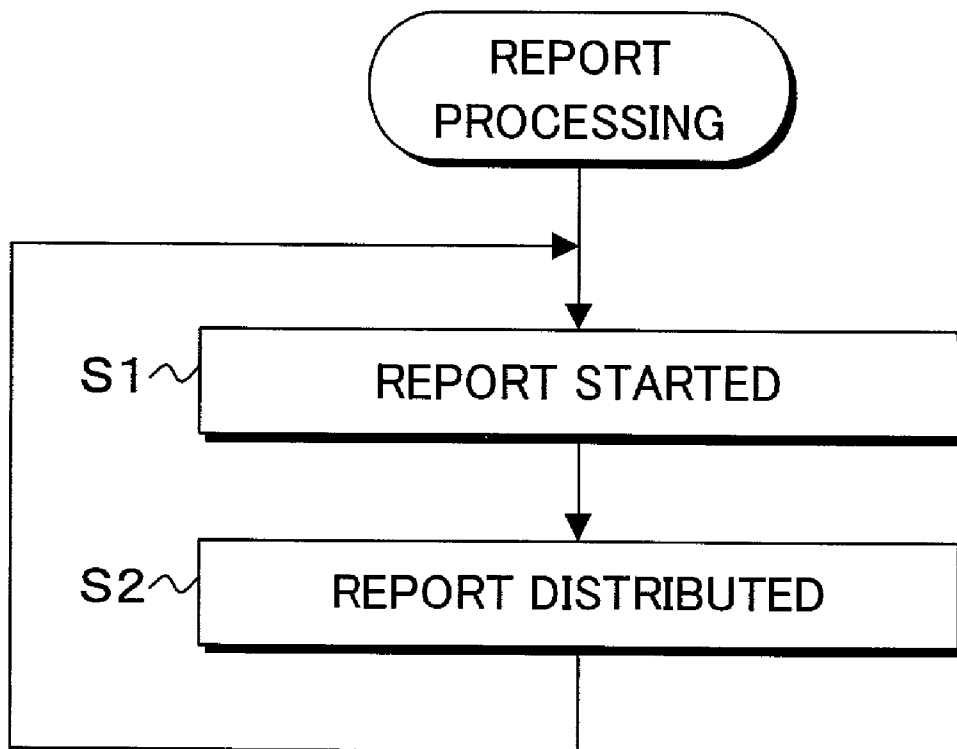 REPORT
PROCESSING
S1
REPORT STARTED
S2
REPORT DISTRIBUTED